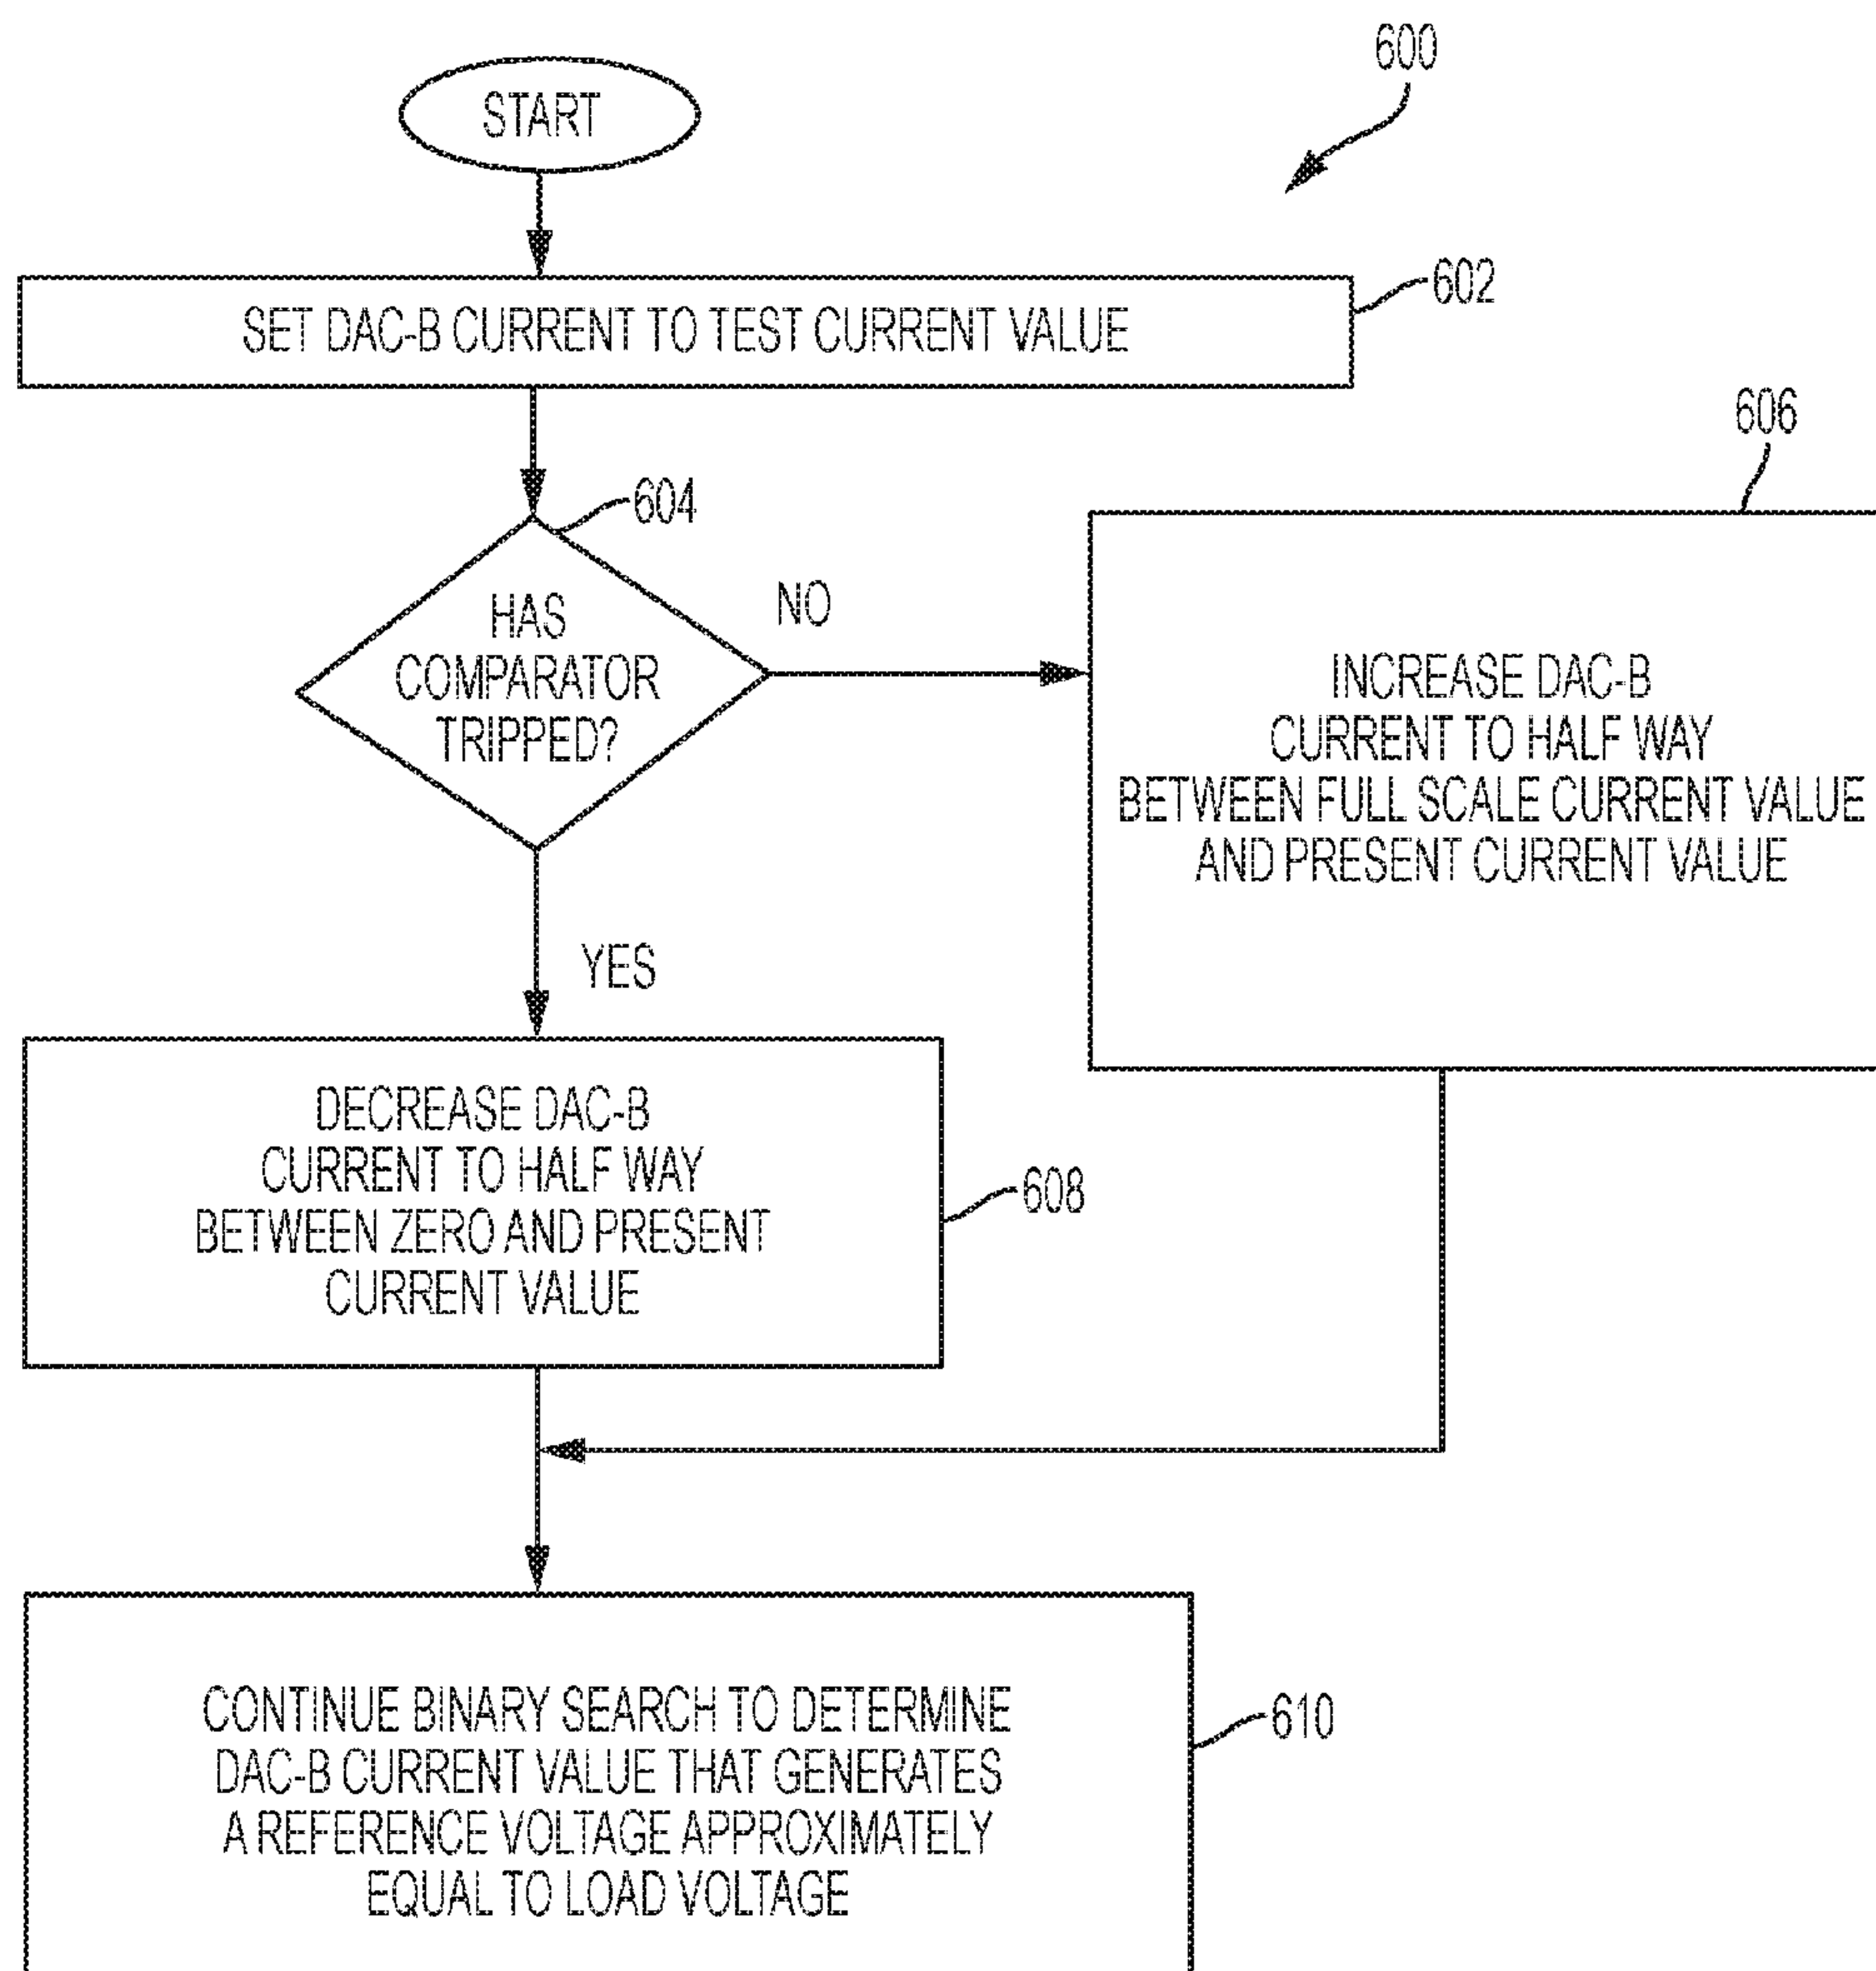 600
START
602
SET DAC-B CURRENT TO TEST CURRENT VALUE
606
604
HAS
COMPARATOR
TRIPPED?
NO
INCREASE DAC-B
CURRENT TO HALF WAY
BETWEEN FULL SCALE CURRENT VALUE
AND PRESENT CURRENT VALUE
YES
DECREASE DAC-B
CURRENT TO HALF WAY
BETWEEN ZERO AND PRESENT
CURRENT VALUE
608
CONTINUE BINARY SEARCH TO DETERMINE
DAC-B CURRENT VALUE THAT GENERATES
A REFERENCE VOLTAGE APPROXIMATELY
EQUAL TO LOAD VOLTAGE
610